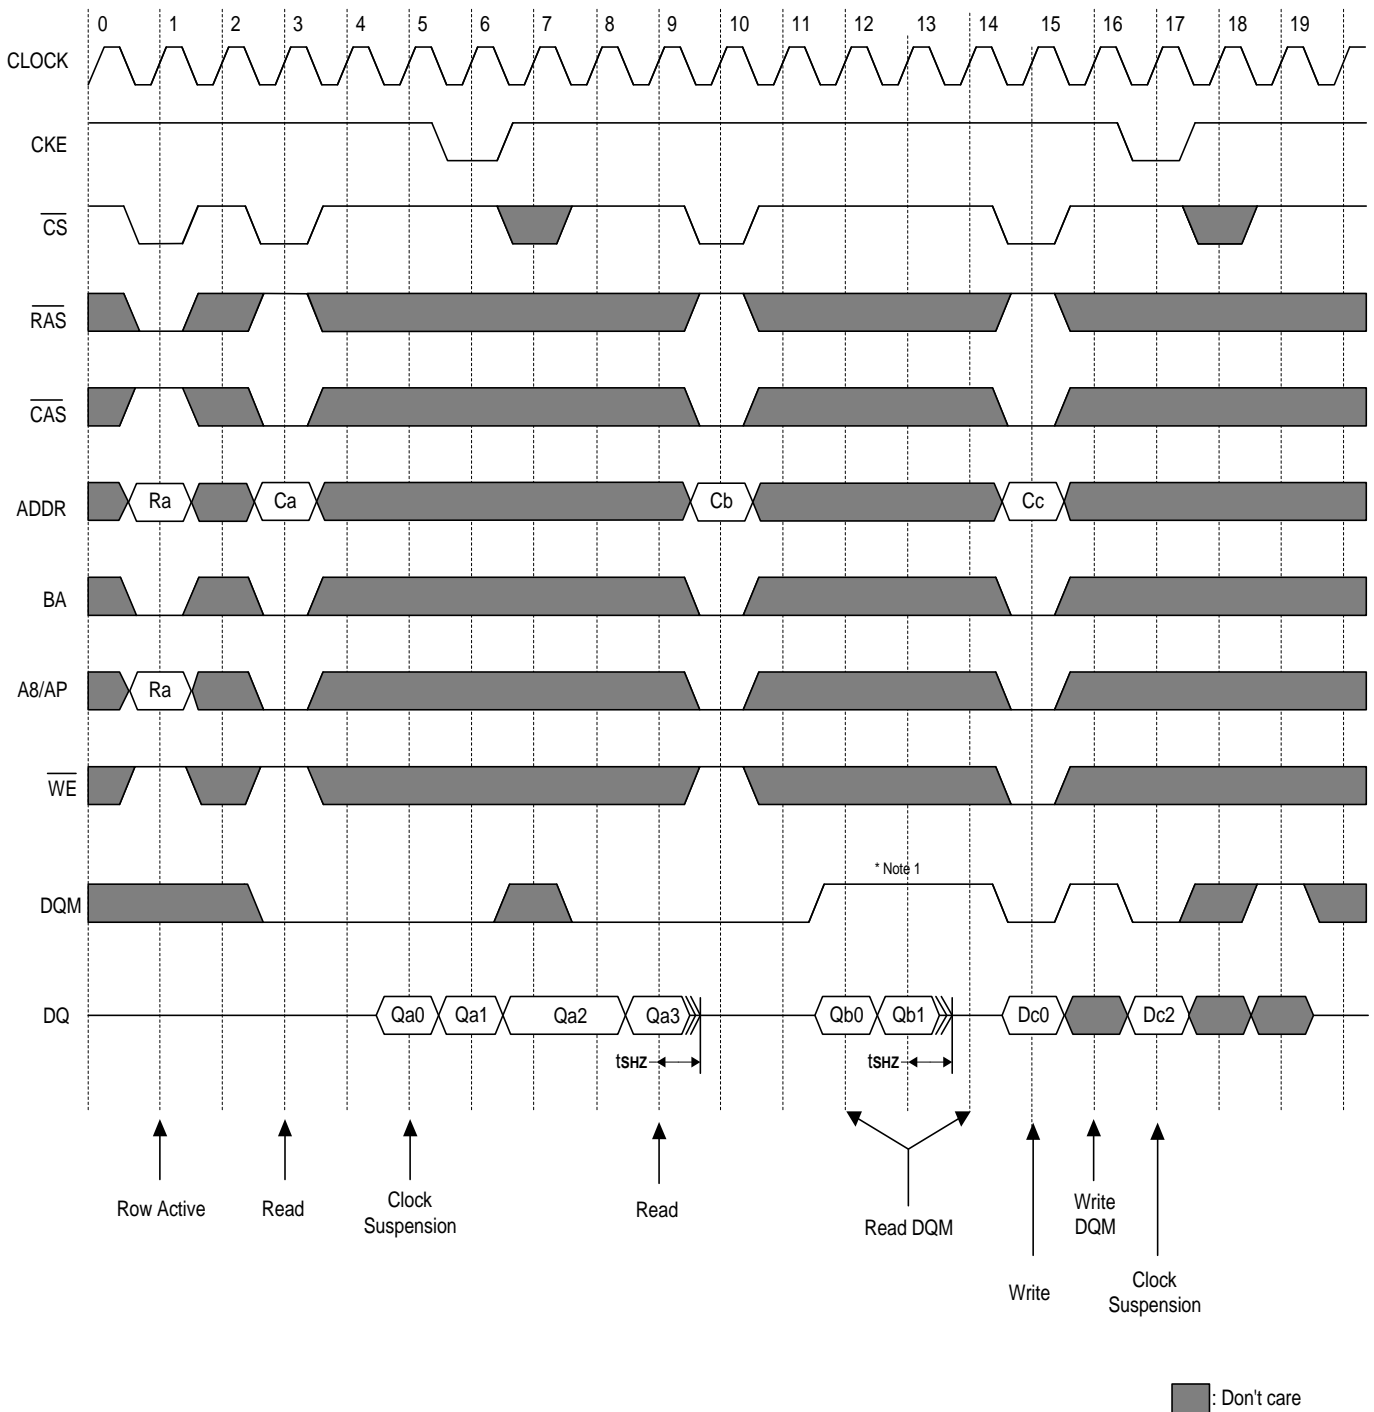 0 1 2 3 4 5 6 7 8 9 10 11 12 13 14 15 16 17 18 19
CLOCK
CKE
CS
RAS
CAS
ADDR Ra Ca Cb Cc
BA
A8/AP Ra
WE
* Note 1
DQM
DQ Qa0 Qa1 Qa2 Qa3 Qb0 Qb1 Dc0 Dc2
tSHZ tSHZ
Row Active
Read
Clock
Suspension
Read
Read DQM
Write
Write
DQM
Clock
Suspension
: Don't care